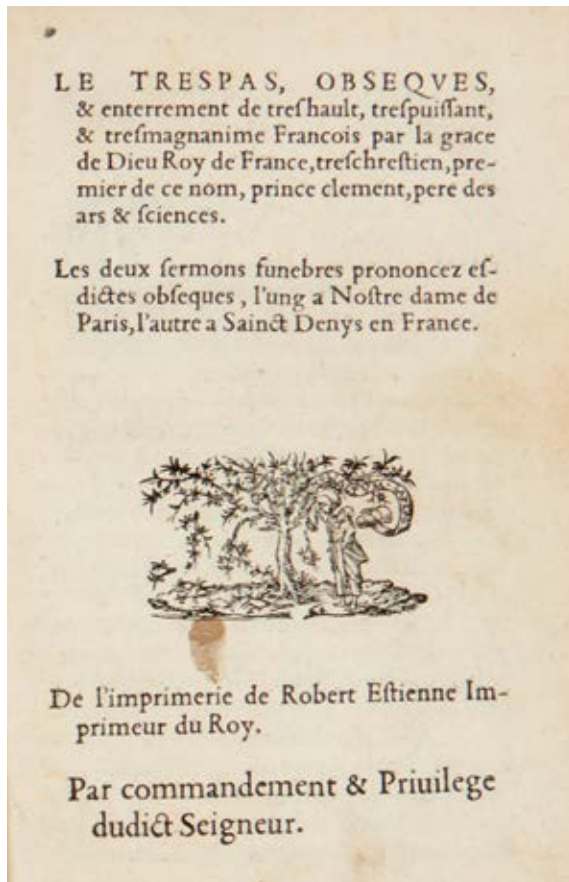 LE TRESPAS, OBSEQVES,
& enterrement de treſhault, treſpuiſſant,
& treſmagnanime Francois par la grace
de Dieu Roy de France,treſchreſtien,pre-
mier de ce nom, prince clement,pere des
ars & ſciences.
Les deux ſermons funebres prononcez eſ-
dictes obſeques , l'ung a Noſtre dame de
Paris,l'autre a Sainct Denys en France.
De l'imprimerie de Robert Eſtienne Im-
primeur du Roy.
Par commandement & Priuilege
dudict Seigneur.